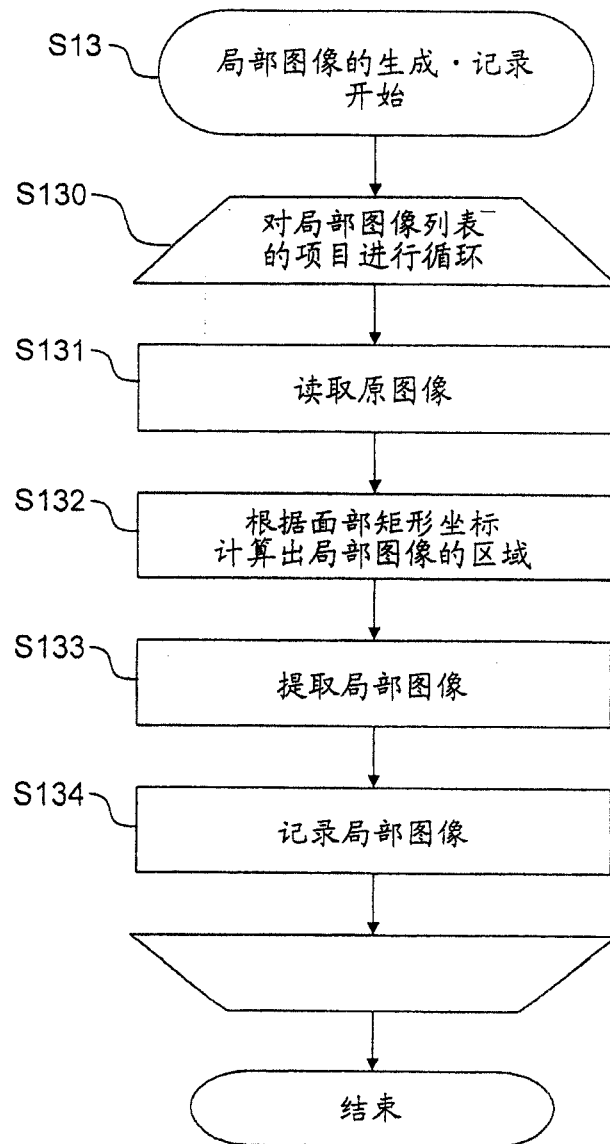 S13
局部图像的生成·记录
开始
S130
对局部图像列表
的项目进行循环
S131
读取原图像
S132
根据面部矩形坐标
计算出局部图像的区域
S133
提取局部图像
S134
记录局部图像
结束